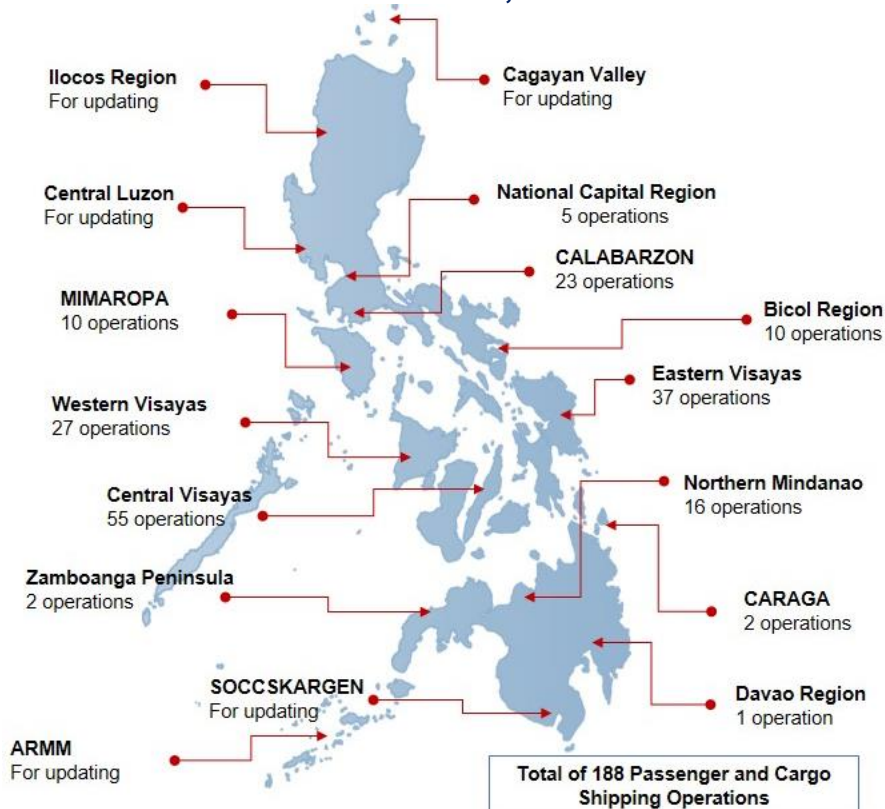 Ilocos Region
For updating
Cagayan Valley
For updating
Central Luzon
For updating
National Capital Region
5 operations
CALABARZON
23 operations
MIMAROPA
10 operations
Bicol Region
10 operations
Eastern Visayas
37 operations
Western Visayas
27 operations
Northern Mindanao
16 operations
Central Visayas
55 operations
Zamboanga Peninsula
2 operations
CARAGA
2 operations
SOCCSKARGEN
For updating
Davao Region
1 operation
ARMM
For updating
Total of 188 Passenger and Cargo
Shipping Operations